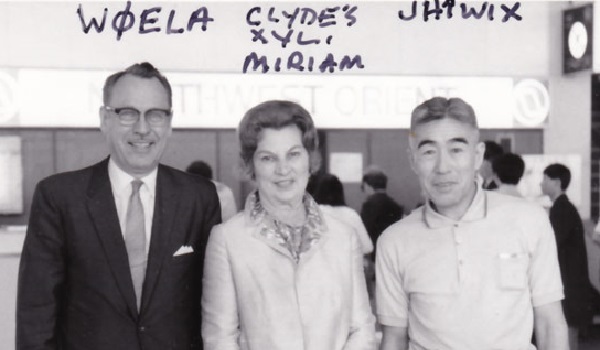 WØELA CLYDE'S JH1WIX
XYL,
MIRIAM
NORTHWEST ORIENT